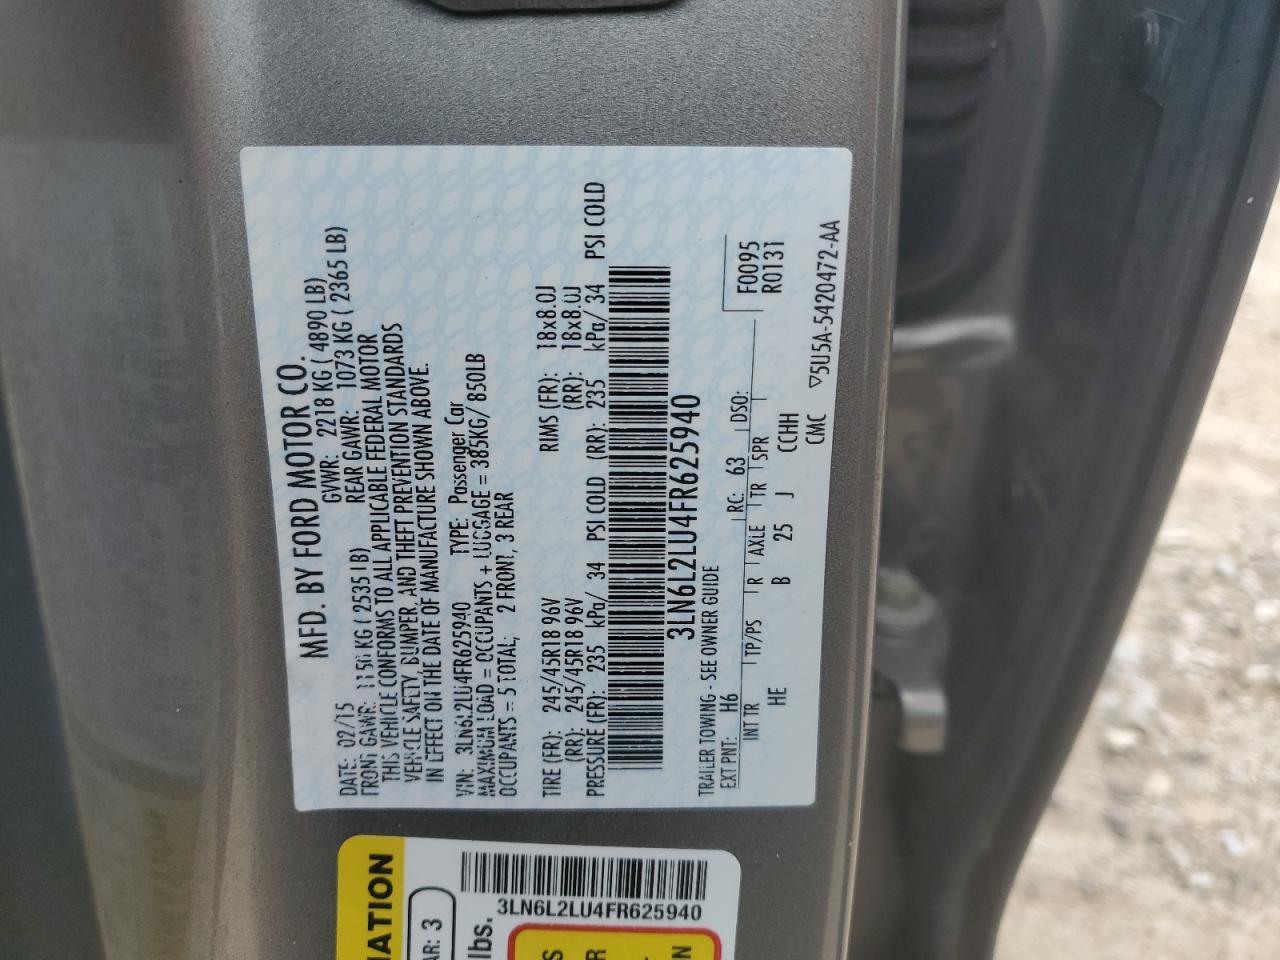 MFD. BY FORD MOTOR CO.
DATE: 02/15 GVWR: 2218 KG ( 4890 LB)
FRONT GAWR: 1150 KG ( 2535 LB) REAR GAWR: 1073 KG ( 2365 LB)
THIS VEHICLE CONFORMS TO ALL APPLICABLE FEDERAL MOTOR
VEHICLE SAFETY, BUMPER, AND THEFT PREVENTION STANDARDS
IN EFFECT ON THE DATE OF MANUFACTURE SHOWN ABOVE.
VIN: 3LN6L2LU4FR625940 TYPE: Passenger Car
MAXIMUM LOAD = OCCUPANTS + LUGGAGE = 385KG/ 850LB
OCCUPANTS = 5 TOTAL, 2 FRONT, 3 REAR
TIRE (FR): 245/45R18 96V RIMS (FR): 18x8.0J
(RR): 245/45R18 96V (RR): 18x8.0J
PRESSURE (FR): 235 kPa/ 34 PSI COLD (RR): 235 kPa/ 34 PSI COLD
3LN6L2LU4FR625940
TRAILER TOWING - SEE OWNER GUIDE
EXT PNT: H6 RC: 63 DSO:
F0095
R0131
INT TR TP/PS R AXLE TR SPR
HE B 25 J CCHH
CMC ▽5U5A-5420472-AA
MATION
AR: 3
lbs.
3LN6L2LU4FR625940